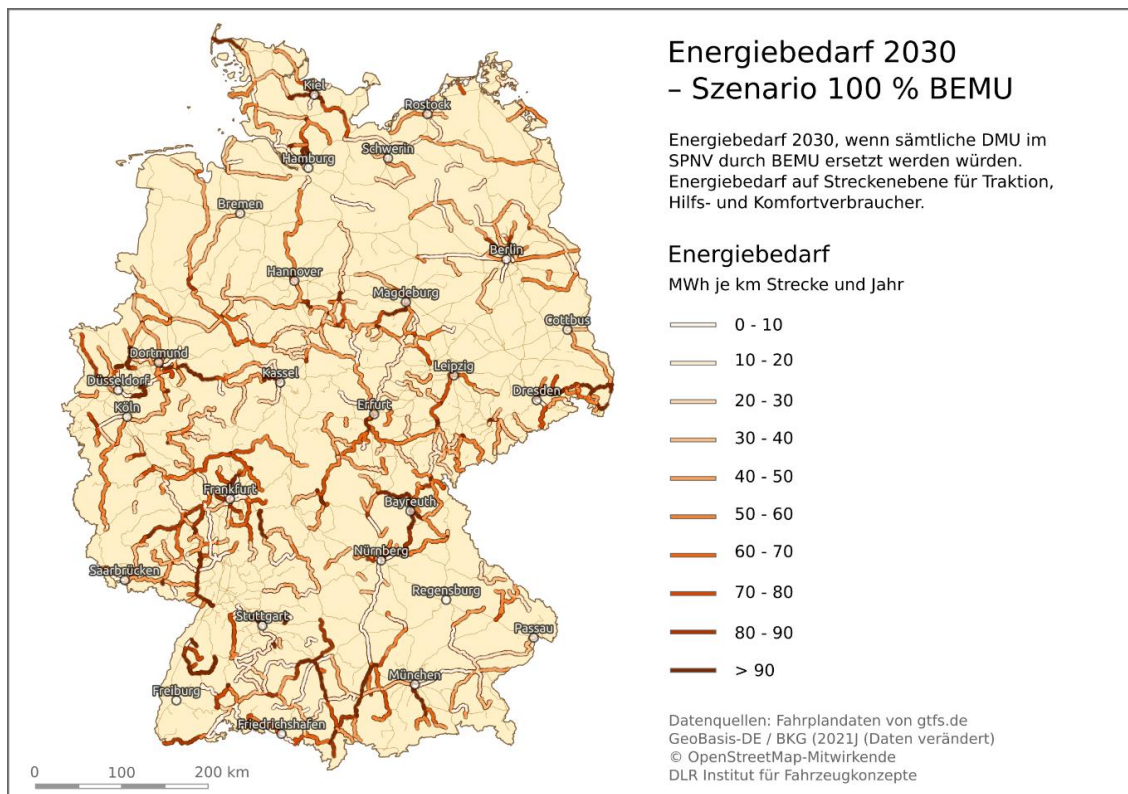 Energiebedarf 2030
– Szenario 100 % BEMU
Energiebedarf 2030, wenn sämtliche DMU im
SPNV durch BEMU ersetzt werden würden.
Energiebedarf auf Streckenebene für Traktion,
Hilfs- und Komfortverbraucher.
Energiebedarf
MWh je km Strecke und Jahr
0 - 10
10 - 20
20 - 30
30 - 40
40 - 50
50 - 60
60 - 70
70 - 80
80 - 90
> 90
Datenquellen: Fahrplandaten von gtfs.de
GeoBasis-DE / BKG (2021J (Daten verändert)
© OpenStreetMap-Mitwirkende
DLR Institut für Fahrzeugkonzepte
Kiel
Rostock
Schwerin
Hamburg
Bremen
Berlin
Hannover
Magdeburg
Cottbus
Dortmund
Düsseldorf
Kassel
Leipzig
Dresden
Köln
Erfurt
Frankfurt
Bayreuth
Nürnberg
Saarbrücken
Regensburg
Stuttgart
Passau
München
Freiburg
Friedrichshafen
0 100 200 km